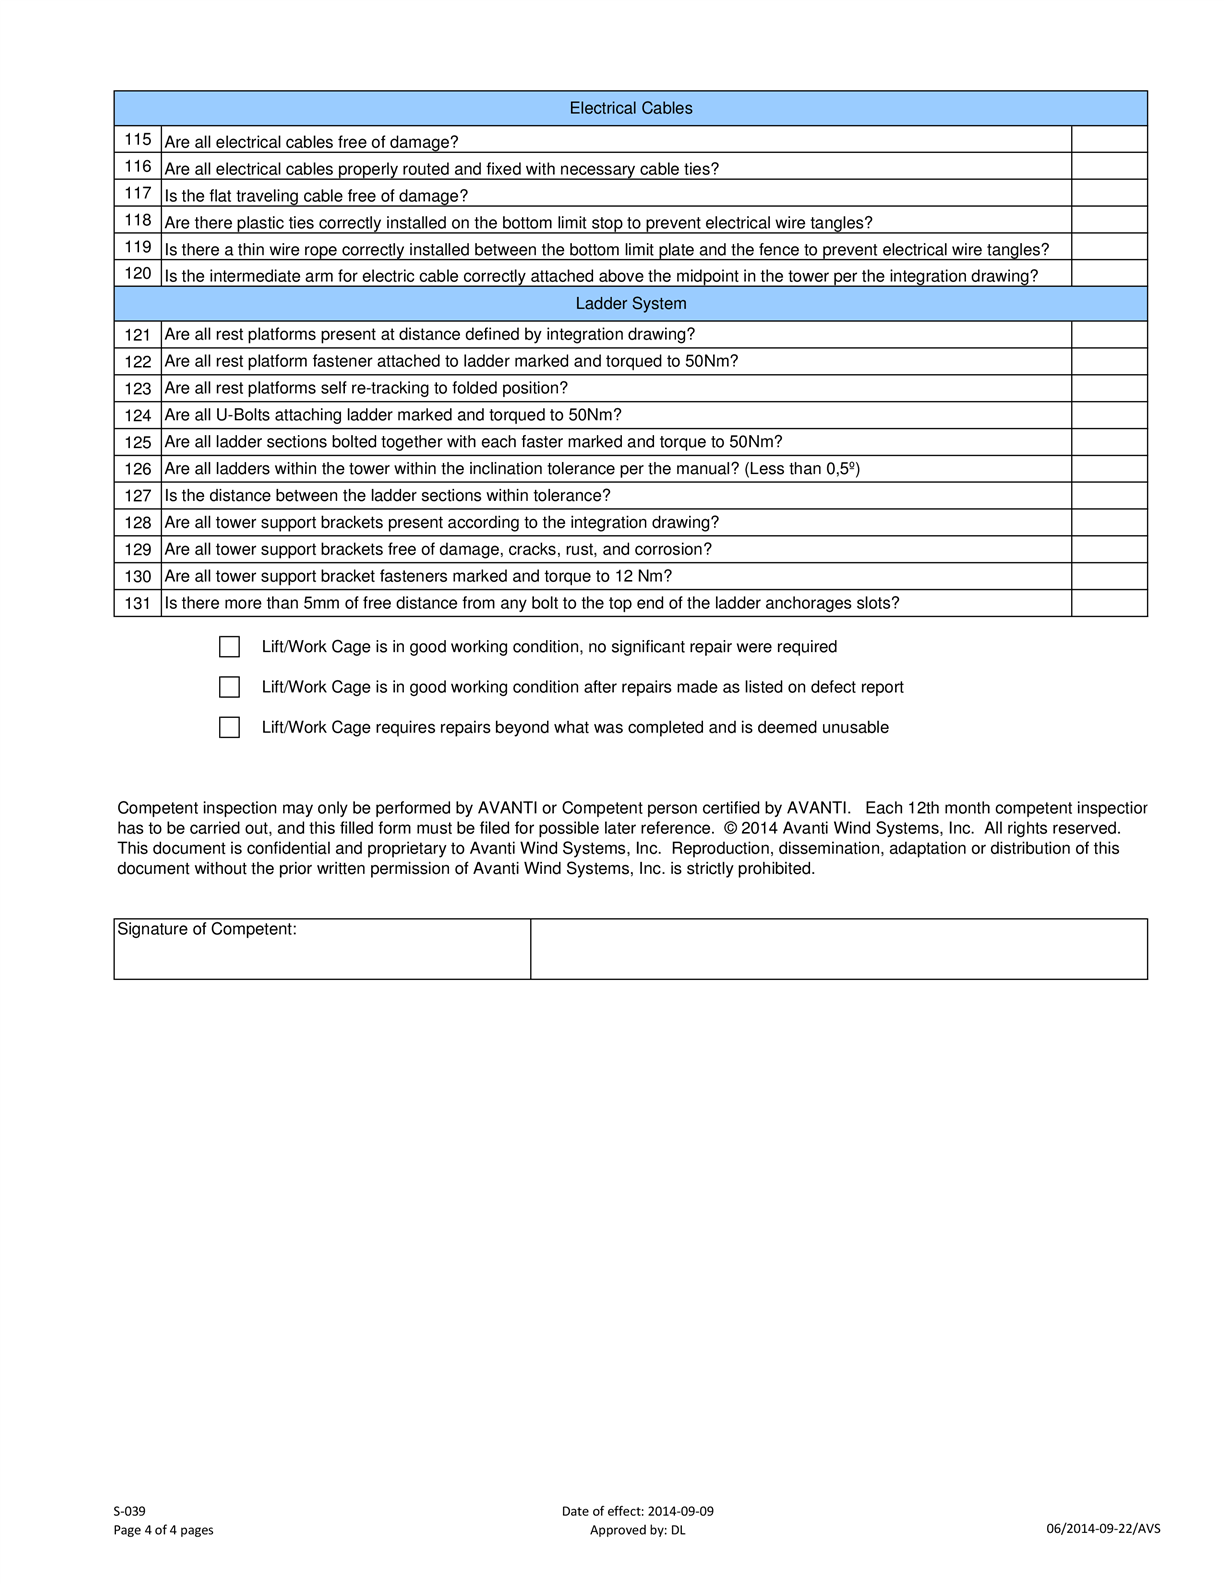 Electrical Cables
115 Are all electrical cables free of damage?
116 Are all electrical cables properly routed and fixed with necessary cable ties?
117 Is the flat traveling cable free of damage?
118 Are there plastic ties correctly installed on the bottom limit stop to prevent electrical wire tangles?
119 Is there a thin wire rope correctly installed between the bottom limit plate and the fence to prevent electrical wire tangles?
120 Is the intermediate arm for electric cable correctly attached above the midpoint in the tower per the integration drawing?
Ladder System
121 Are all rest platforms present at distance defined by integration drawing?
122 Are all rest platform fastener attached to ladder marked and torqued to 50Nm?
123 Are all rest platforms self re-tracking to folded position?
124 Are all U-Bolts attaching ladder marked and torqued to 50Nm?
125 Are all ladder sections bolted together with each faster marked and torque to 50Nm?
126 Are all ladders within the tower within the inclination tolerance per the manual? (Less than 0,5º)
127 Is the distance between the ladder sections within tolerance?
128 Are all tower support brackets present according to the integration drawing?
129 Are all tower support brackets free of damage, cracks, rust, and corrosion?
130 Are all tower support bracket fasteners marked and torque to 12 Nm?
131 Is there more than 5mm of free distance from any bolt to the top end of the ladder anchorages slots?
Lift/Work Cage is in good working condition, no significant repair were required
Lift/Work Cage is in good working condition after repairs made as listed on defect report
Lift/Work Cage requires repairs beyond what was completed and is deemed unusable
Competent inspection may only be performed by AVANTI or Competent person certified by AVANTI. Each 12th month competent inspection
has to be carried out, and this filled form must be filed for possible later reference. © 2014 Avanti Wind Systems, Inc. All rights reserved.
This document is confidential and proprietary to Avanti Wind Systems, Inc. Reproduction, dissemination, adaptation or distribution of this
document without the prior written permission of Avanti Wind Systems, Inc. is strictly prohibited.
Signature of Competent:
S-039 Date of effect: 2014-09-09
Page 4 of 4 pages Approved by: DL 06/2014-09-22/AVS